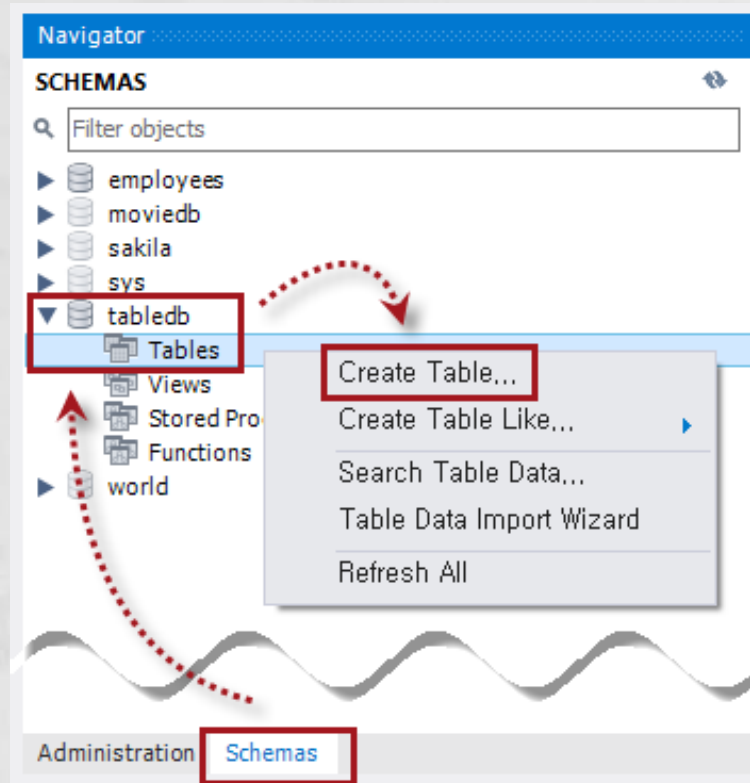 Navigator
SCHEMAS
Filter objects
employees
moviedb
sakila
sys
tabledb
Tables
Views
Stored Pro
Functions
world
Create Table...
Create Table Like...
Search Table Data...
Table Data Import Wizard
Refresh All
Administration Schemas